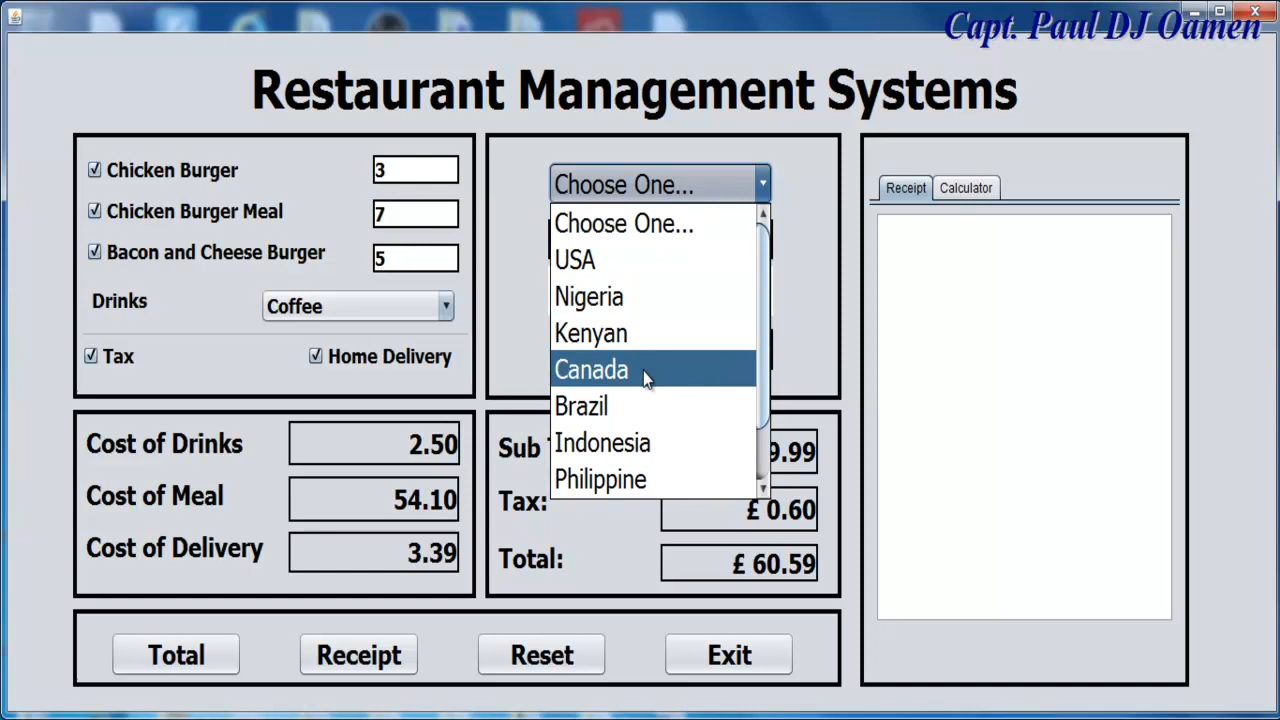 Capt. Paul DJ Oamen
Restaurant Management Systems
Chicken Burger 3
Chicken Burger Meal 7
Bacon and Cheese Burger 5
Drinks Coffee
Tax Home Delivery
Choose One...
Choose One...
USA
Nigeria
Kenyan
Canada
Brazil
Indonesia
Philippine
Receipt Calculator
Cost of Drinks 2.50
Cost of Meal 54.10
Cost of Delivery 3.39
Sub 9.99
Tax: £ 0.60
Total: £ 60.59
Total Receipt Reset Exit